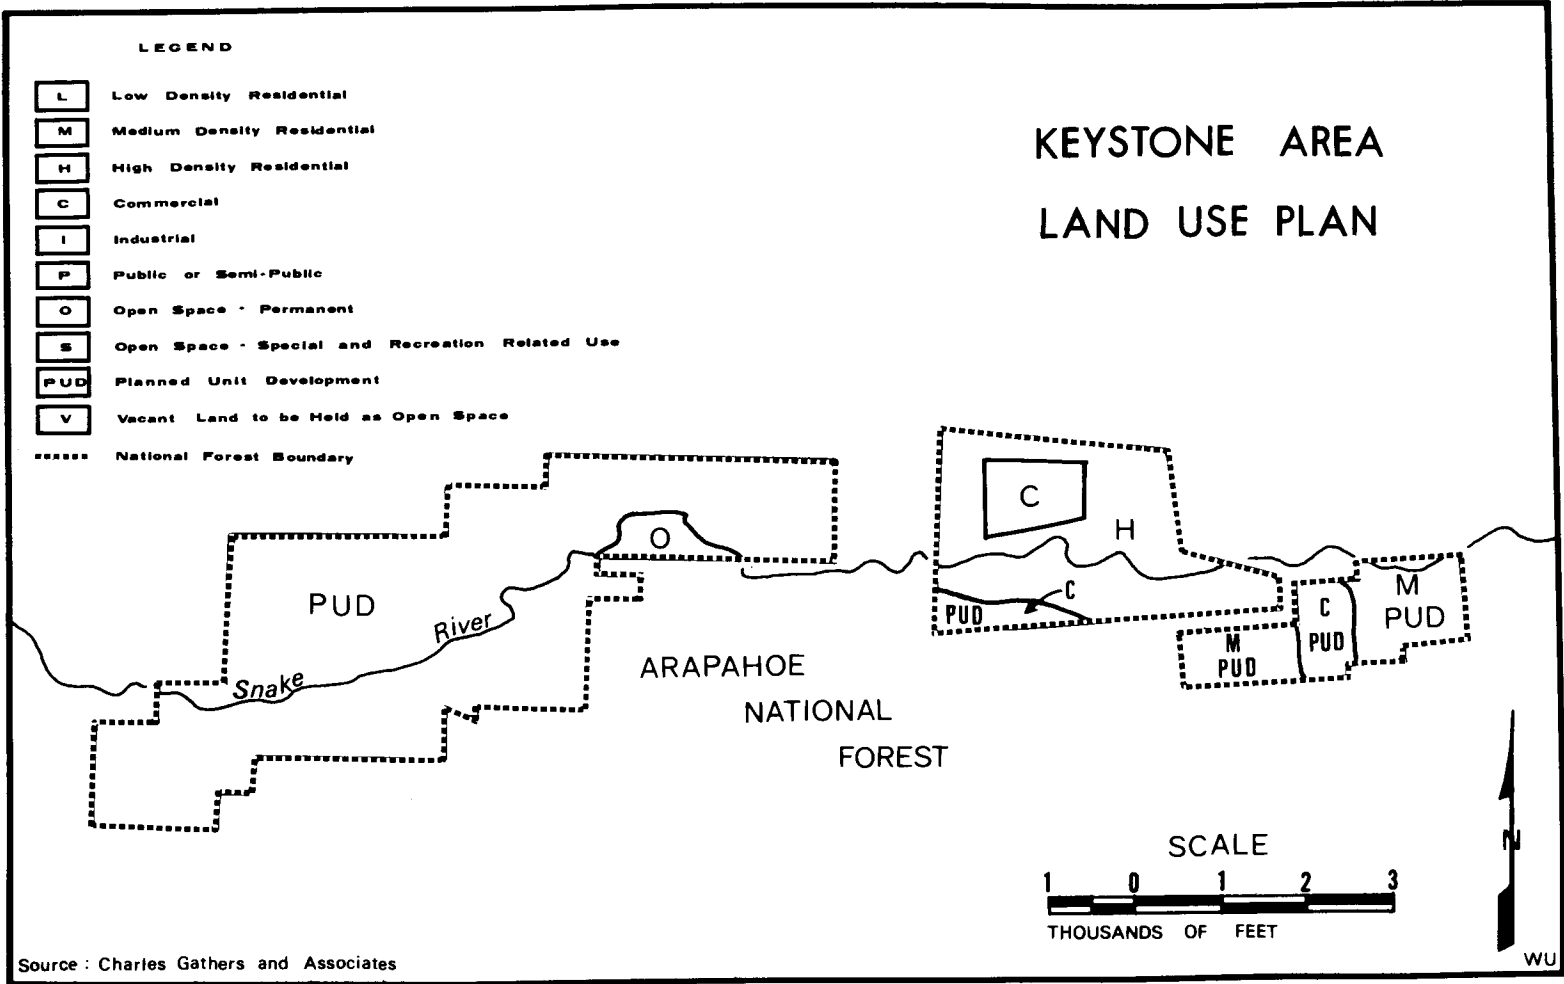 LEGEND
L Low Density Residential
M Medium Density Residential
H High Density Residential
C Commercial
I Industrial
P Public or Semi-Public
O Open Space - Permanent
S Open Space - Special and Recreation Related Use
PUD Planned Unit Development
V Vacant Land to be Held as Open Space
National Forest Boundary
KEYSTONE AREA
LAND USE PLAN
C
H
O
PUD
River
Snake
PUD
C
M
PUD
C
PUD
M
PUD
ARAPAHOE
NATIONAL
FOREST
SCALE
1 0 1 2 3
THOUSANDS OF FEET
N
Source : Charles Gathers and Associates
WU